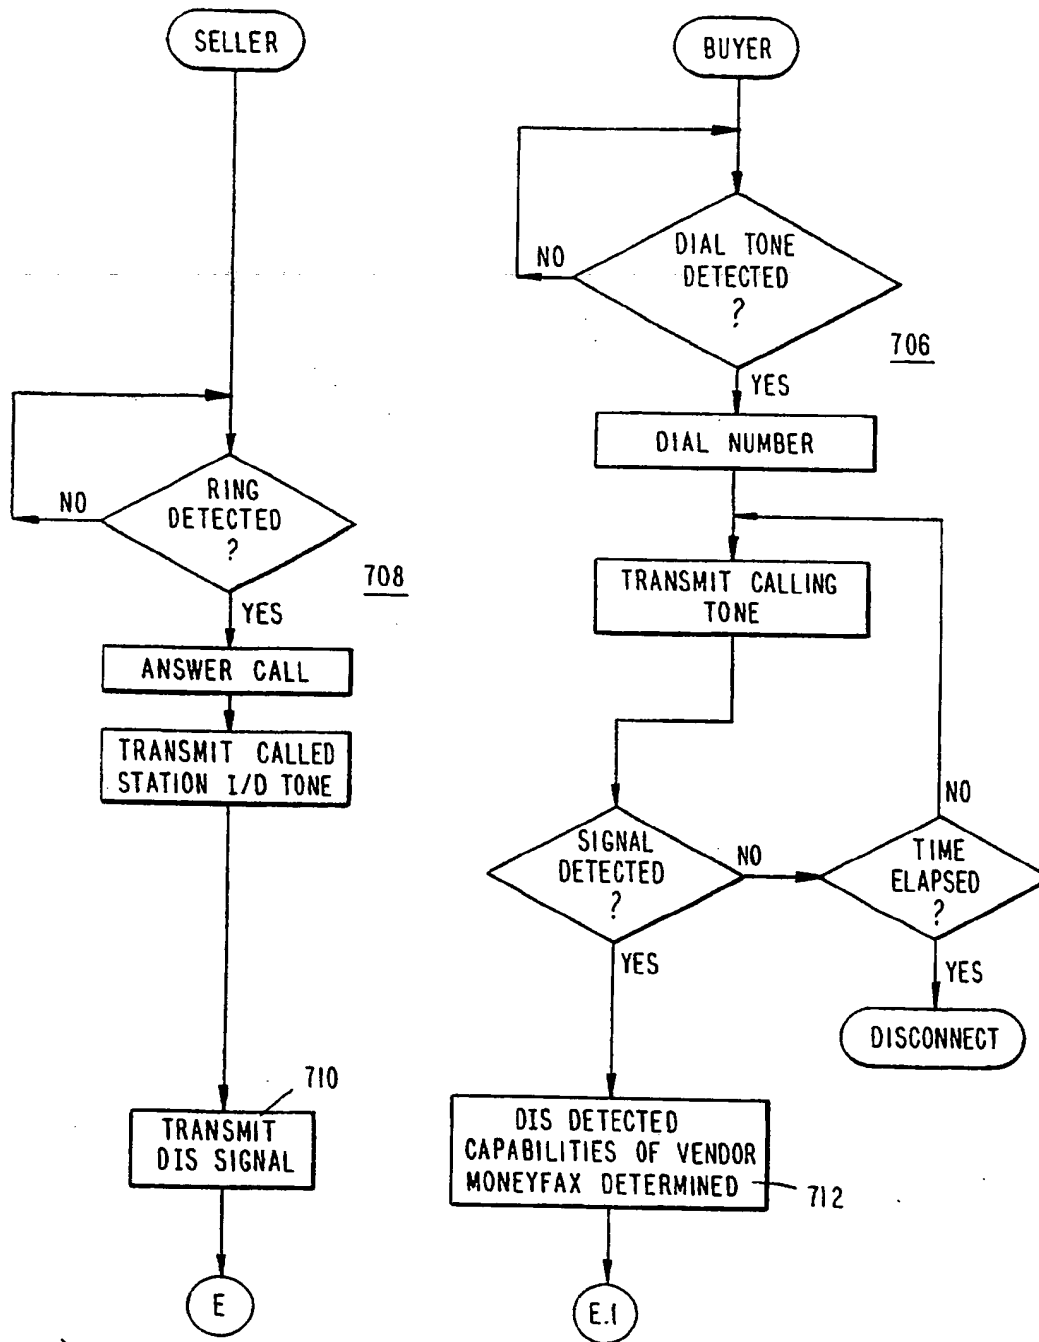 SELLER
RING
DETECTED
?
NO
YES
708
ANSWER CALL
TRANSMIT CALLED
STATION I/D TONE
710
TRANSMIT
DIS SIGNAL
E
BUYER
DIAL TONE
DETECTED
?
NO
706
YES
DIAL NUMBER
TRANSMIT CALLING
TONE
SIGNAL
DETECTED
?
NO
TIME
ELAPSED
?
NO
YES
DISCONNECT
YES
DIS DETECTED
CAPABILITIES OF VENDOR
MONEYFAX DETERMINED
712
E.1